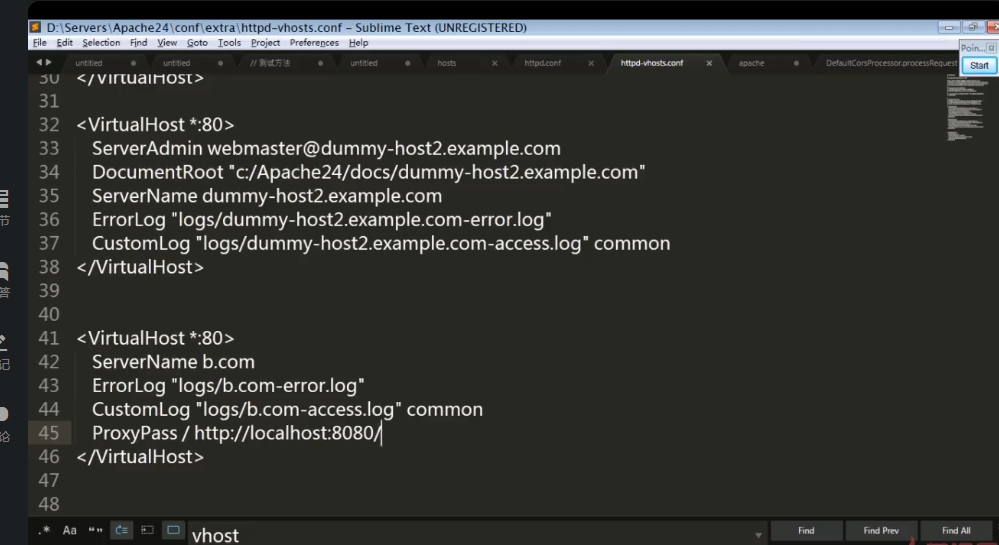 D:\Servers\Apache24\conf\extra\httpd-vhosts.conf - Sublime Text (UNREGISTERED)
File Edit Selection Find View Goto Tools Project Preferences Help
Poin...
Start
untitled untitled // 测试方法 untitled hosts httpd.conf httpd-vhosts.conf apache DefaultCorsProcessor.processRequest
30 </VirtualHost>
31
32 <VirtualHost *:80>
33 ServerAdmin webmaster@dummy-host2.example.com
34 DocumentRoot "c:/Apache24/docs/dummy-host2.example.com"
35 ServerName dummy-host2.example.com
36 ErrorLog "logs/dummy-host2.example.com-error.log"
37 CustomLog "logs/dummy-host2.example.com-access.log" common
38 </VirtualHost>
39
40
41 <VirtualHost *:80>
42 ServerName b.com
43 ErrorLog "logs/b.com-error.log"
44 CustomLog "logs/b.com-access.log" common
45 ProxyPass / http://localhost:8080/
46 </VirtualHost>
47
48
.* Aa “” vhost Find Find Prev Find All
节
答
记
论